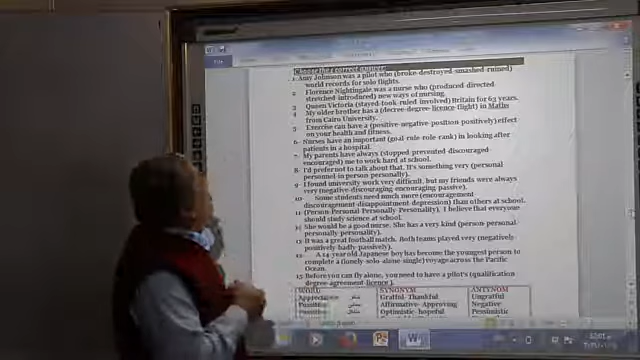 Choose the correct answer:
1- Amy Johnson was a pilot who (broke-destroyed-smashed-ruined)
world records for solo flights.
2- Florence Nightingale was a nurse who (produced-directed-
stretched-introduced) new ways of nursing.
3- Queen Victoria (stayed-took-ruled-involved) Britain for 63 years.
4- My older brother has a (decree-degree-licence-flight) in Maths
from Cairo University.
5- Exercise can have a (positive-negative-position-positively) effect
on your health and fitness.
6- Nurses have an important (goal-rule-role-rank) in looking after
patients in a hospital.
7- My parents have always (stopped-prevented-discouraged-
encouraged) me to work hard at school.
8- I'd prefer not to talk about that. It's something very (personal-
personnel-in person-personally).
9- I found university work very difficult, but my friends were always
very (negative-discouraging-encouraging-passive).
10- Some students need much more (encouragement-
discouragement-disappointment-depression) than others at school.
11- (Person-Personal-Personally-Personality), I believe that everyone
should study science at school.
She would be a good nurse. She has a very kind (person-personal-
personally-personality).
It was a great football match. Both teams played very (negatively-
positively-badly-passively).
A 14-year old Japanese boy has become the youngest person to
complete a (lonely-solo-alone-single) voyage across the Pacific
Ocean.
15- Before you can fly alone, you need to have a pilot's (qualification-
degree-agreement-licence)
WORD SYNONYM ANTYNOM
Appreciative Thankful Ungrateful
Positive Affirmative- Approving Negative
Positive Optimistic- hopeful Pessimistic